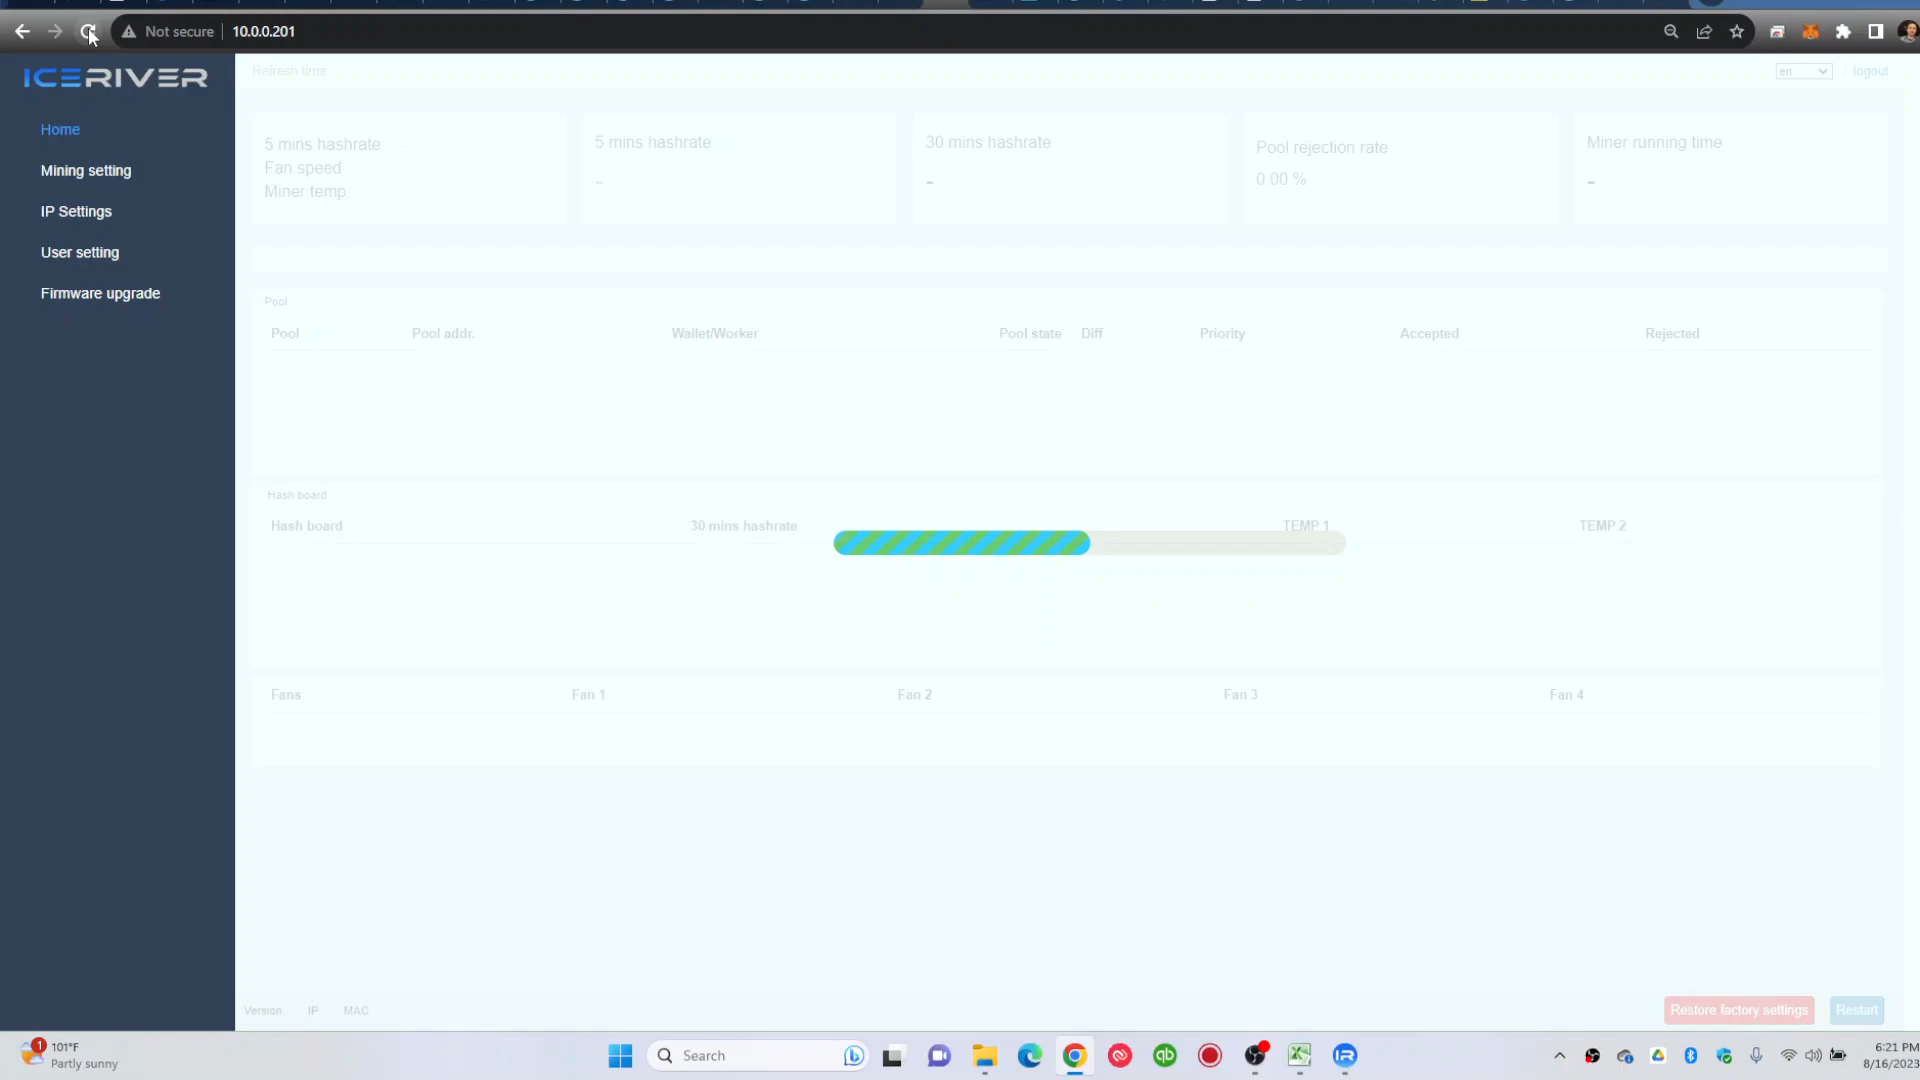 Not secure
10.0.0.201
ICERIVER
Home
Mining setting
IP Settings
User setting
Firmware upgrade
Refresh time
en
logout
5 mins hashrate -
Fan speed
Miner temp.
5 mins hashrate
-
30 mins hashrate
-
Pool rejection rate
0.00 %
Miner running time
-
Pool
Pool Pool addr. Wallet/Worker Pool state Diff Priority Accepted Rejected
Hash board
Hash board 30 mins hashrate TEMP 1 TEMP 2
Fans Fan 1 Fan 2 Fan 3 Fan 4
Version IP MAC
Restore factory settings
Restart
1
101°F
Partly sunny
Search
qb
6:21 PM
8/16/2023